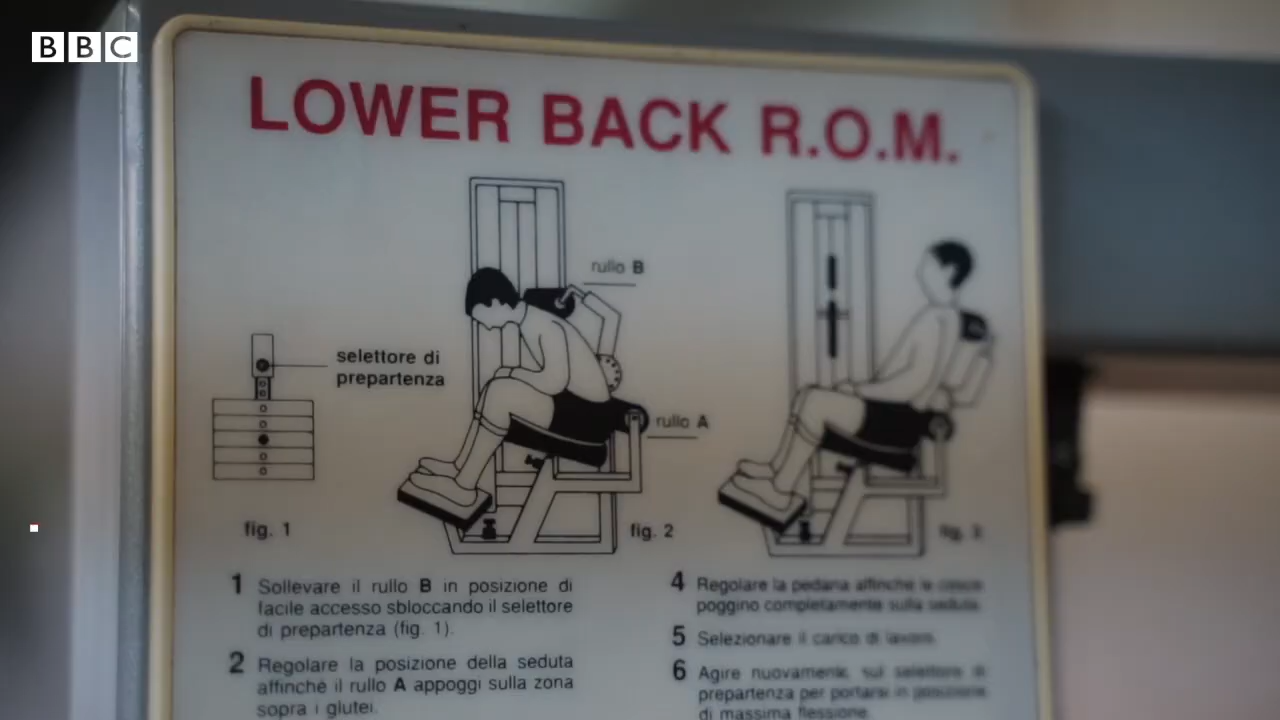 BBC
LOWER BACK R.O.M.
rullo B
selettore di
prepartenza
rullo A
fig. 1
fig. 2
fig. 3
1 Sollevare il rullo B in posizione di
facile accesso sbloccando il selettore
di prepartenza (fig. 1).
2 Regolare la posizione della seduta
affinché il rullo A appoggi sulla zona
sopra i glutei.
4 Regolare la pedana affinché le cosce
poggino completamente sulla seduta.
5 Selezionare il carico di lavoro.
6 Agire nuovamente sul selettore di
prepartenza per portarsi in posizione
di massima flessione.